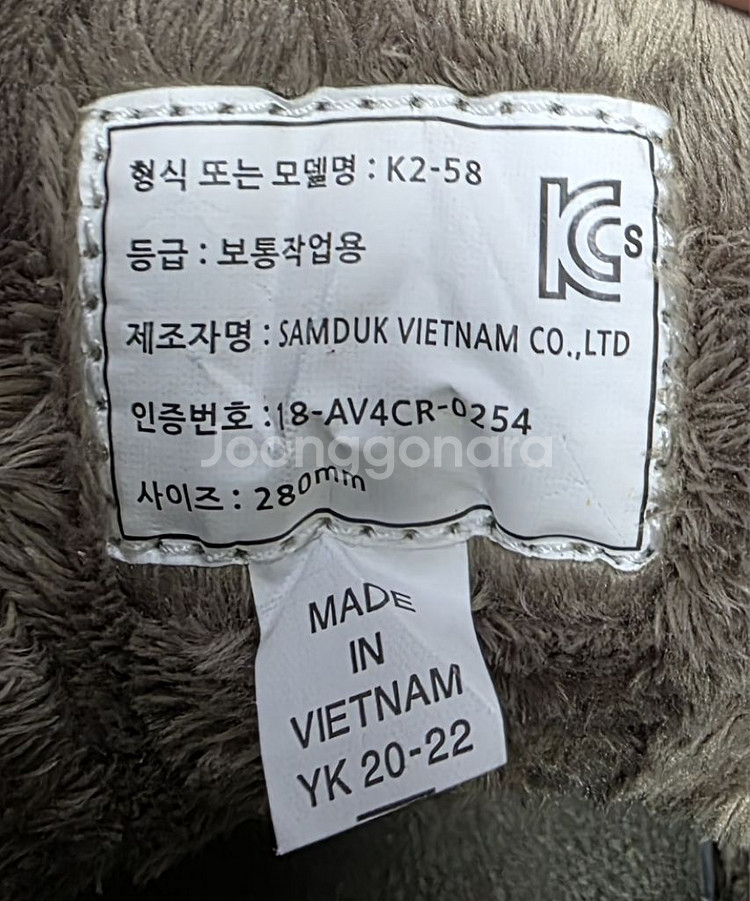 형식 또는 모델명 : K2-58
KCs
등급 : 보통작업용
제조자명 : SAMDUK VIETNAM CO.,LTD
인증번호 : 18-AV4CR-0254
Joonggonara
사이즈 : 280mm
MADE
IN
VIETNAM
YK 20-22